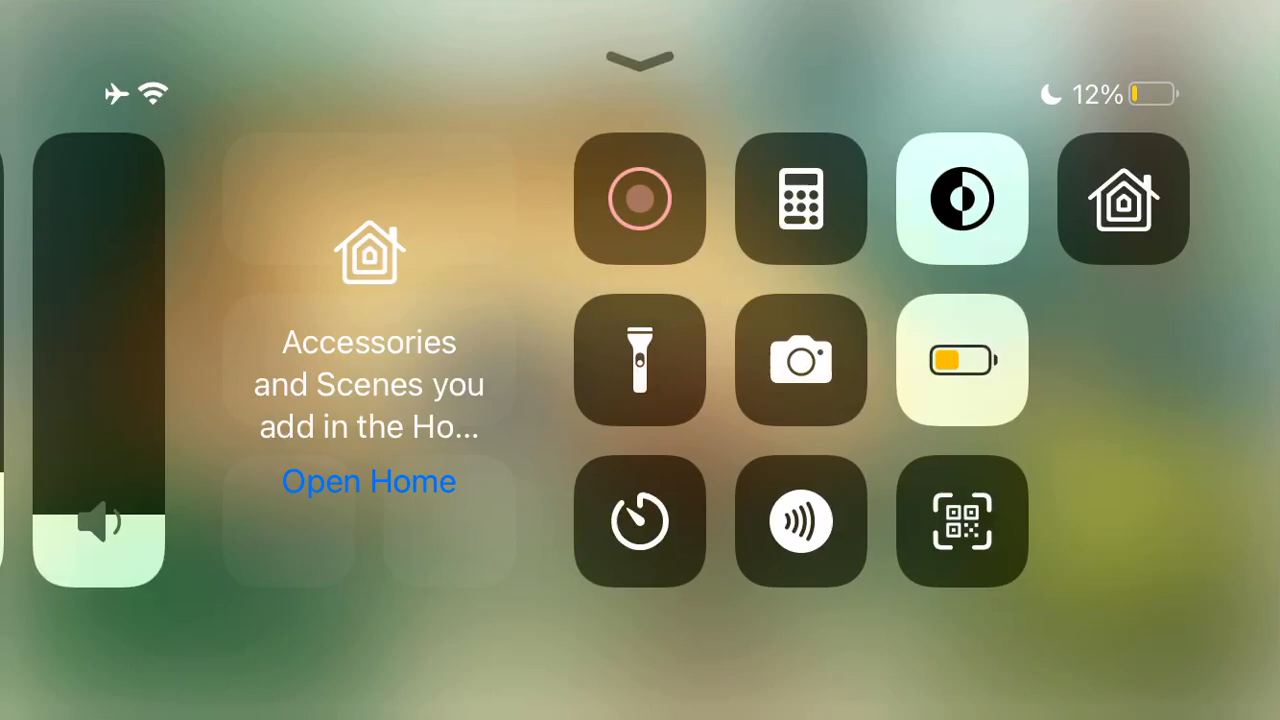 12%
Accessories
and Scenes you
add in the Ho...
Open Home